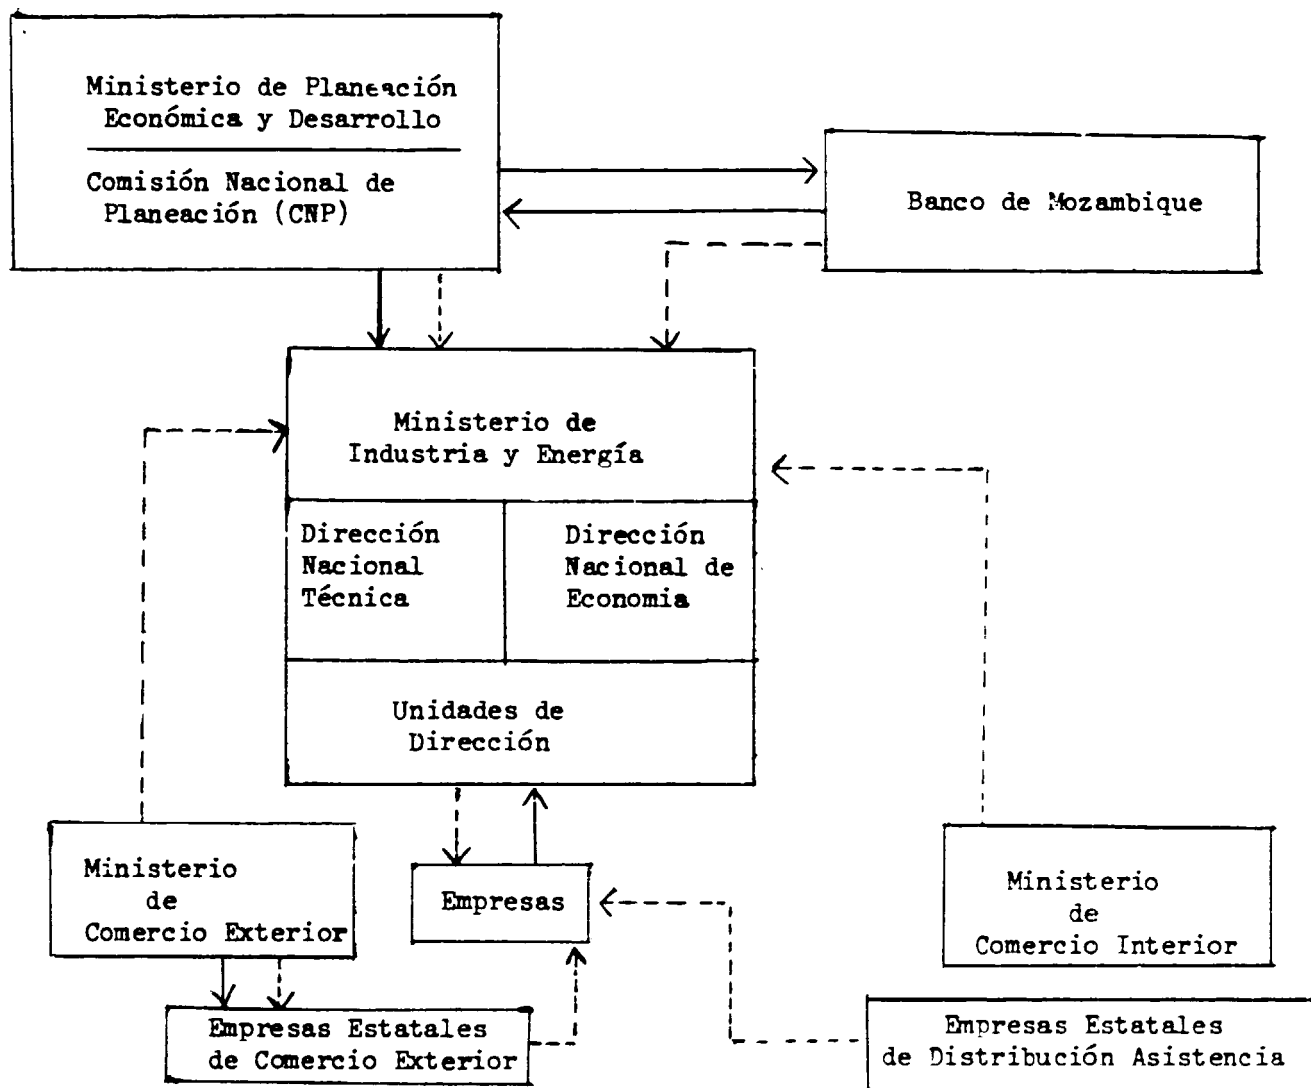 Ministerio de Planeación
Económica y Desarrollo
Comisión Nacional de
Planeación (CNP)
Banco de Mozambique
Ministerio de
Industria y Energía
Dirección
Nacional
Técnica
Dirección
Nacional de
Economia
Unidades de
Dirección
Ministerio
de
Comercio Exterior
Empresas
Ministerio
de
Comercio Interior
Empresas Estatales
de Comercio Exterior
Empresas Estatales
de Distribución Asistencia